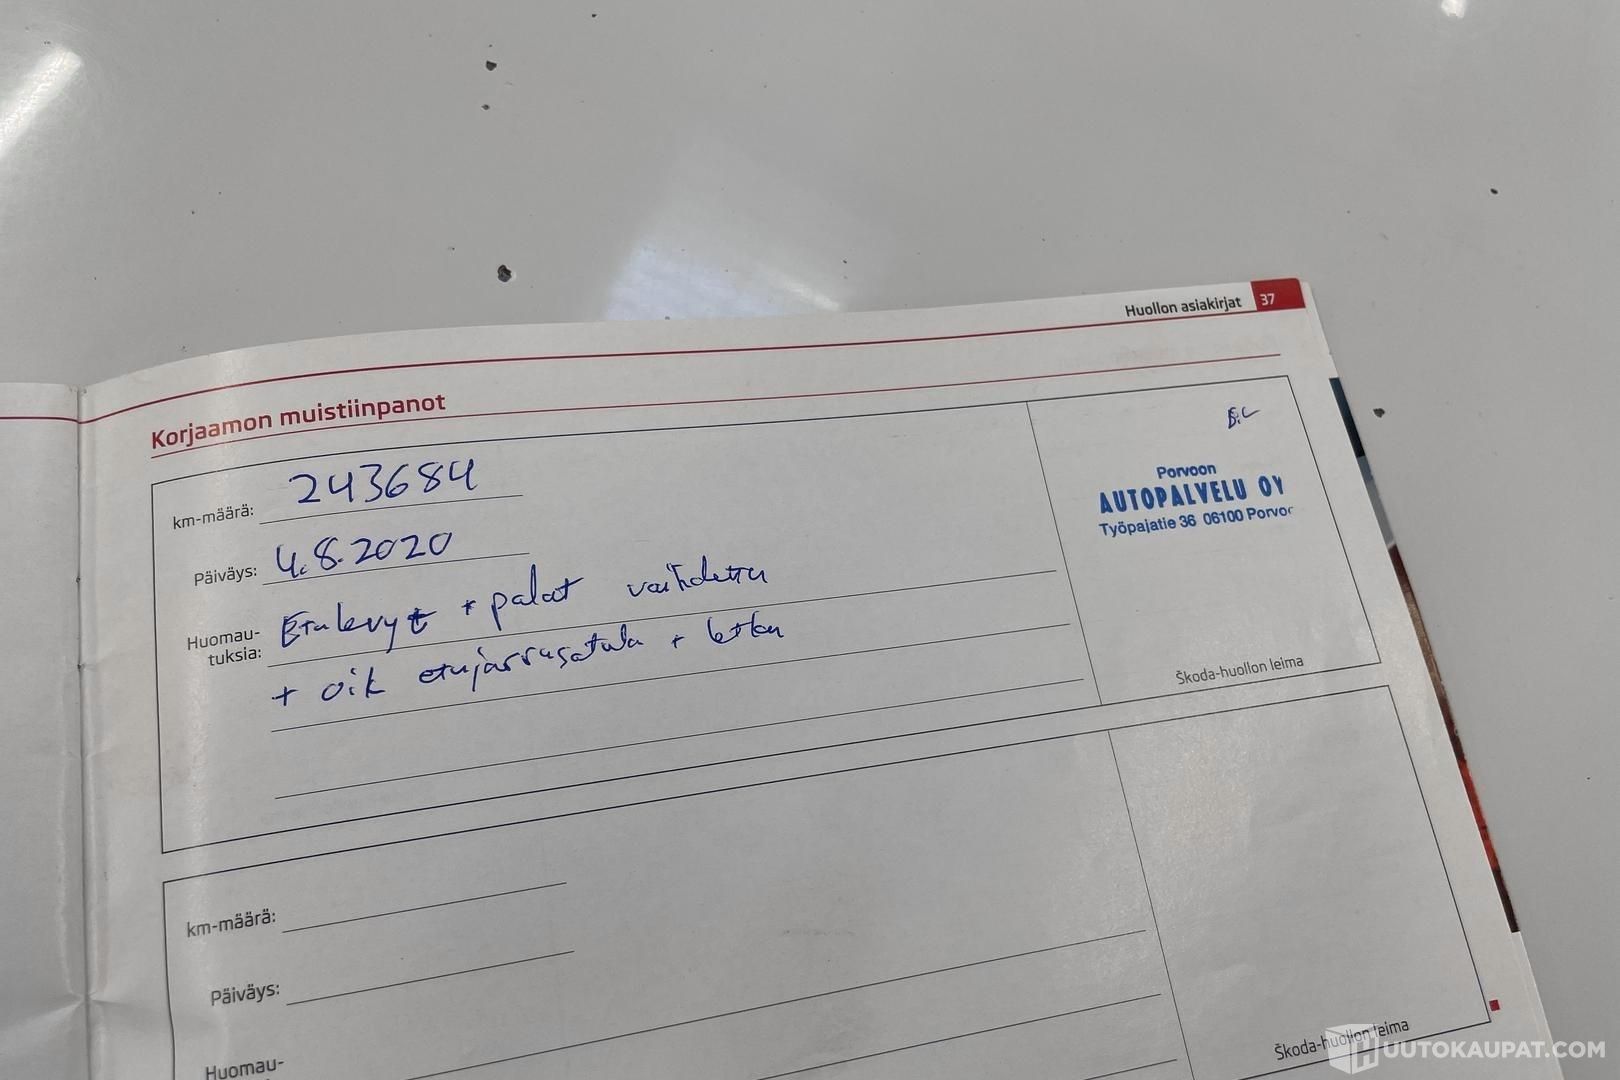 Huollon asiakirjat 37
Korjaamon muistiinpanot
km-määrä: 243684
Päiväys: 4.8.2020
Huomau-
tuksia:
Etulevyt + palat vaihdettu
+ oik etujarrusatula + letku
Porvoon
AUTOPALVELU OY
Työpajatie 36 06100 Porvoo
Škoda-huollon leima
km-määrä:
Päiväys:
Huomau-
Škoda-huollon leima
HUUTOKAUPAT.COM